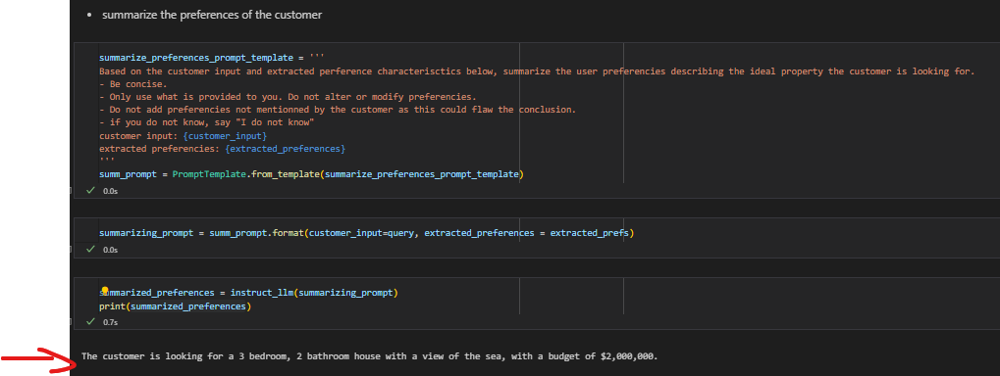 • summarize the preferences of the customer
summarize_preferences_prompt_template = '''
Based on the customer input and extracted perference characterisctics below, summarize the user preferencies describing the ideal property the customer is looking for.
- Be concise.
- Only use what is provided to you. Do not alter or modify preferencies.
- Do not add preferencies not mentionned by the customer as this could flaw the conclusion.
- if you do not know, say "I do not know"
customer input: {customer_input}
extracted preferencies: {extracted_preferences}
'''
summ_prompt = PromptTemplate.from_template(summarize_preferences_prompt_template)
0.0s
summarizing_prompt = summ_prompt.format(customer_input=query, extracted_preferences = extracted_prefs)
0.0s
summarized_preferences = instruct_llm(summarizing_prompt)
print(summarized_preferences)
0.7s
The customer is looking for a 3 bedroom, 2 bathroom house with a view of the sea, with a budget of $2,000,000.